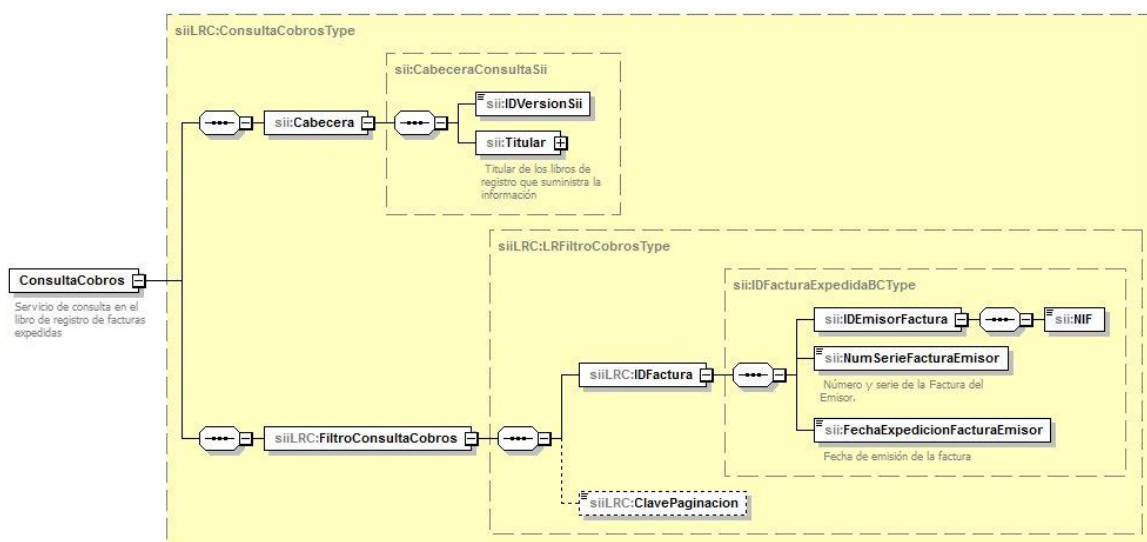 siiLRC:ConsultaCobrosType
sii:CabeceraConsultaSii
sii:IDVersionSii
sii:Cabecera
sii:Titular
Titular de los libros de
registro que suministra la
información
siiLRC:LRFiltroCobrosType
ConsultaCobros
Servicio de consulta en el
libro de registro de facturas
expedidas
sii:IDFacturaExpedidaBCType
sii:IDEmisorFactura
sii:NIF
sii:NumSerieFacturaEmisor
Número y serie de la Factura del
Emisor.
siiLRC:IDFactura
sii:FechaExpedicionFacturaEmisor
Fecha de emisión de la factura
siiLRC:FiltroConsultaCobros
siiLRC:ClavePaginacion